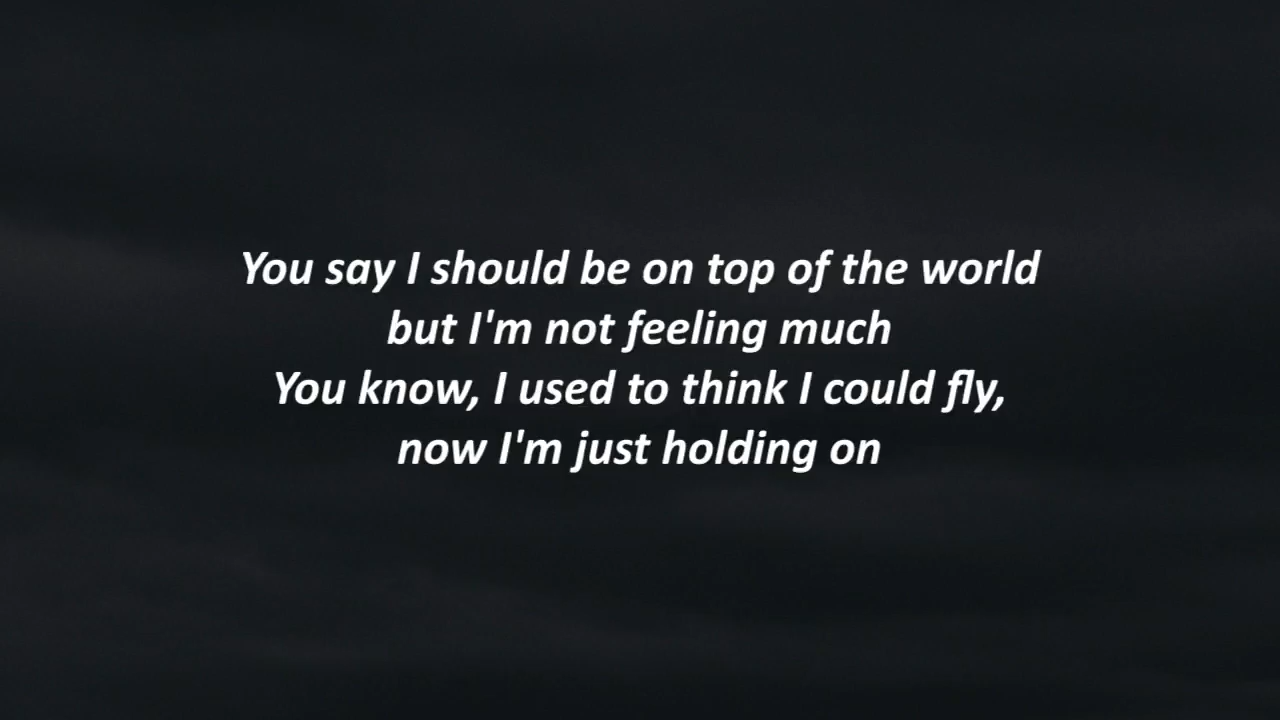 You say I should be on top of the world
but I'm not feeling much
You know, I used to think I could fly,
now I'm just holding on